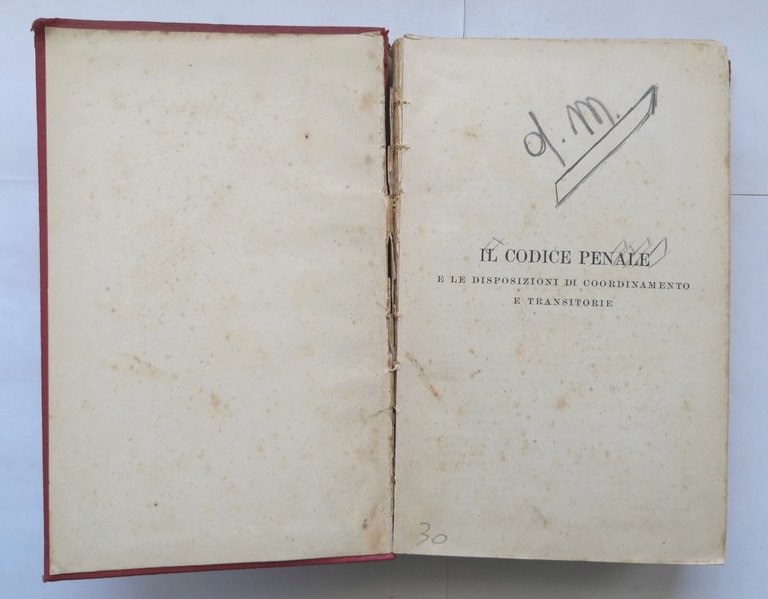 d. m.
IL CODICE PENALE
E LE DISPOSIZIONI DI COORDINAMENTO
E TRANSITORIE
30